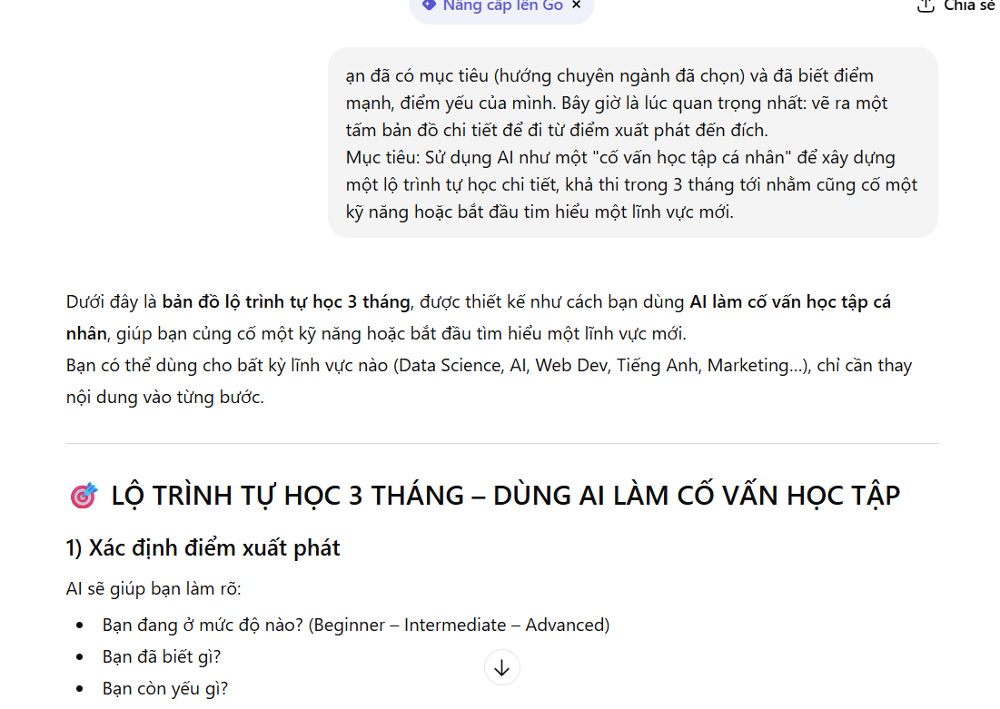 Nâng cấp lên Go ×
Chia sẻ
ạn đã có mục tiêu (hướng chuyên ngành đã chọn) và đã biết điểm
mạnh, điểm yếu của mình. Bây giờ là lúc quan trọng nhất: vẽ ra một
tấm bản đồ chi tiết để đi từ điểm xuất phát đến đích.
Mục tiêu: Sử dụng AI như một "cố vấn học tập cá nhân" để xây dựng
một lộ trình tự học chi tiết, khả thi trong 3 tháng tới nhằm cũng cố một
kỹ năng hoặc bắt đầu tim hiểu một lĩnh vực mới.
Dưới đây là bản đồ lộ trình tự học 3 tháng, được thiết kế như cách bạn dùng AI làm cố vấn học tập cá
nhân, giúp bạn củng cố một kỹ năng hoặc bắt đầu tìm hiểu một lĩnh vực mới.
Bạn có thể dùng cho bất kỳ lĩnh vực nào (Data Science, AI, Web Dev, Tiếng Anh, Marketing…), chỉ cần thay
nội dung vào từng bước.
🎯 LỘ TRÌNH TỰ HỌC 3 THÁNG – DÙNG AI LÀM CỐ VẤN HỌC TẬP
1) Xác định điểm xuất phát
AI sẽ giúp bạn làm rõ:
• Bạn đang ở mức độ nào? (Beginner – Intermediate – Advanced)
• Bạn đã biết gì?
• Bạn còn yếu gì?